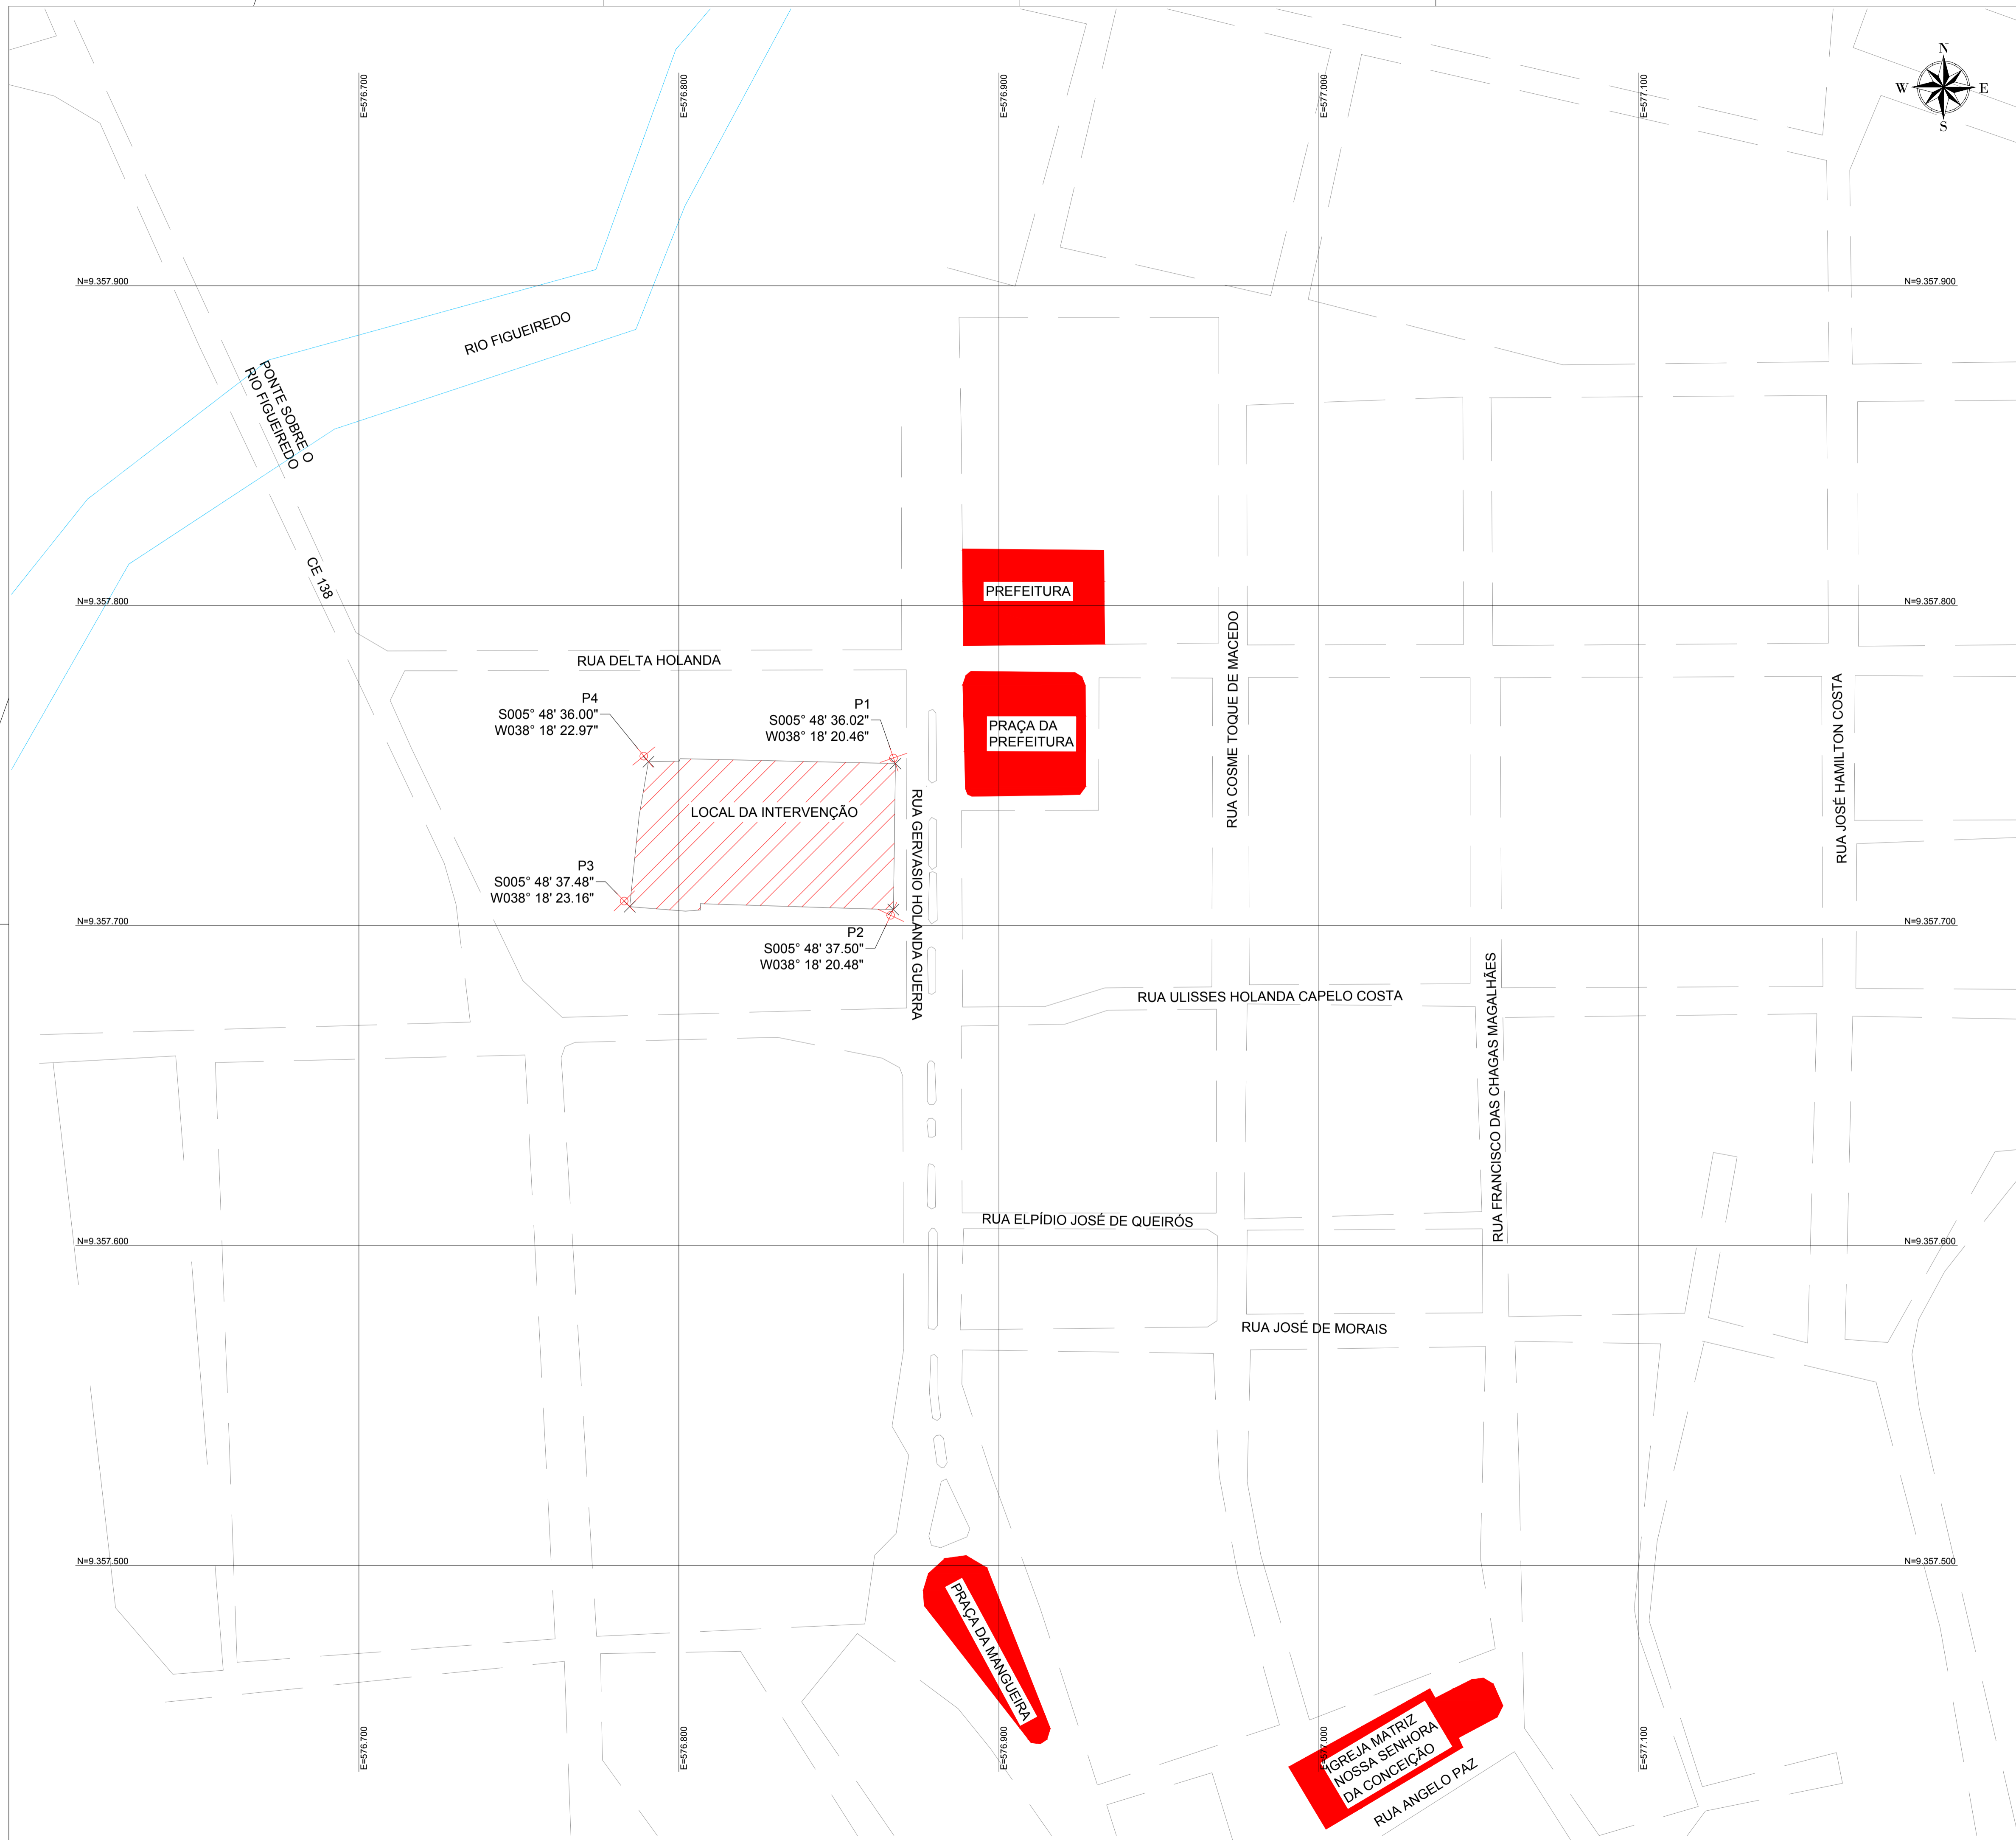 N
W E
S
E=576.700
E=576.800
E=576.900
E=577.000
E=577.100
N=9.357.900
N=9.357.900
RIO FIGUEIREDO
PONTE SOBRE O
RIO FIGUEIREDO
CE 138
N=9.357.800
N=9.357.800
PREFEITURA
RUA DELTA HOLANDA
PRAÇA DA
PREFEITURA
RUA COSME TOQUE DE MACEDO
RUA JOSÉ HAMILTON COSTA
P4
S005° 48' 36.00"
W038° 18' 22.97"
P1
S005° 48' 36.02"
W038° 18' 20.46"
LOCAL DA INTERVENÇÃO
RUA GERVASIO HOLANDA GUERRA
P3
S005° 48' 37.48"
W038° 18' 23.16"
P2
S005° 48' 37.50"
W038° 18' 20.48"
N=9.357.700
N=9.357.700
RUA ULISSES HOLANDA CAPELO COSTA
RUA FRANCISCO DAS CHAGAS MAGALHÃES
RUA ELPÍDIO JOSÉ DE QUEIRÓS
N=9.357.600
N=9.357.600
RUA JOSÉ DE MORAIS
N=9.357.500
N=9.357.500
PRAÇA DA MANGUEIRA
IGREJA MATRIZ
NOSSA SENHORA
DA CONCEIÇÃO
RUA ANGELO PAZ
E=576.700
E=576.800
E=576.900
E=577.000
E=577.100